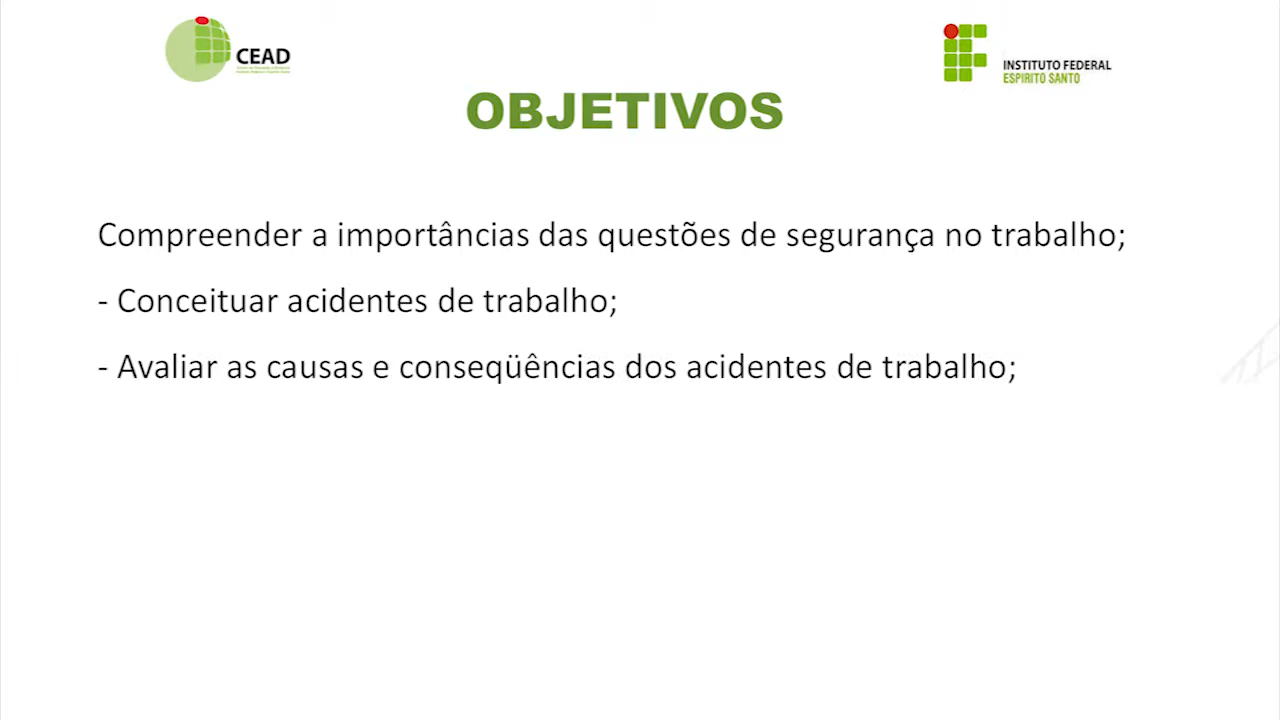 CEAD
INSTITUTO FEDERAL
ESPÍRITO SANTO
OBJETIVOS
Compreender a importâncias das questões de segurança no trabalho;
- Conceituar acidentes de trabalho;
- Avaliar as causas e conseqüências dos acidentes de trabalho;